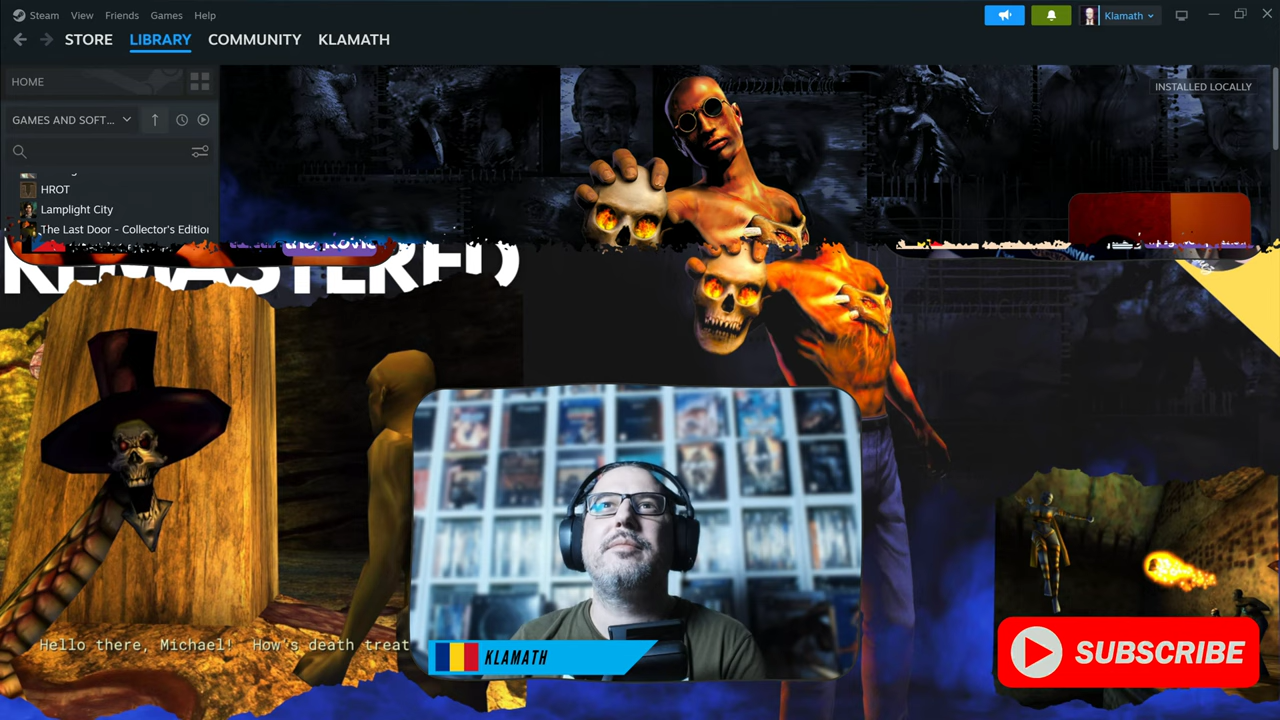 Steam View Friends Games Help
Klamath
STORE LIBRARY COMMUNITY KLAMATH
HOME
INSTALLED LOCALLY
GAMES AND SOFT...
HROT
Lamplight City
The Last Door - Collector's Editio
REMASTERED
Hello there, Michael! How's death treat
KLAMATH
SUBSCRIBE